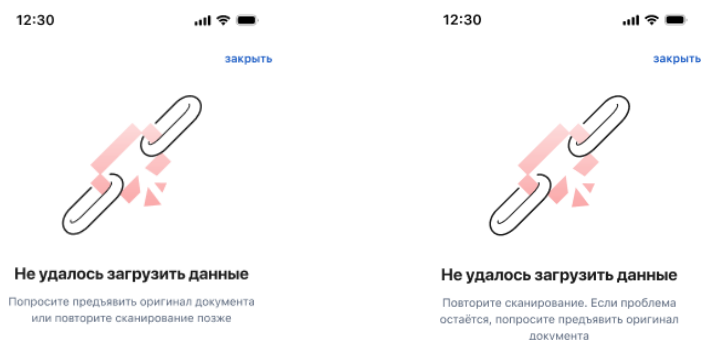 12:30
закрыть
Не удалось загрузить данные
Попросите предъявить оригинал документа
или повторите сканирование позже
12:30
закрыть
Не удалось загрузить данные
Повторите сканирование. Если проблема
остаётся, попросите предъявить оригинал
документа